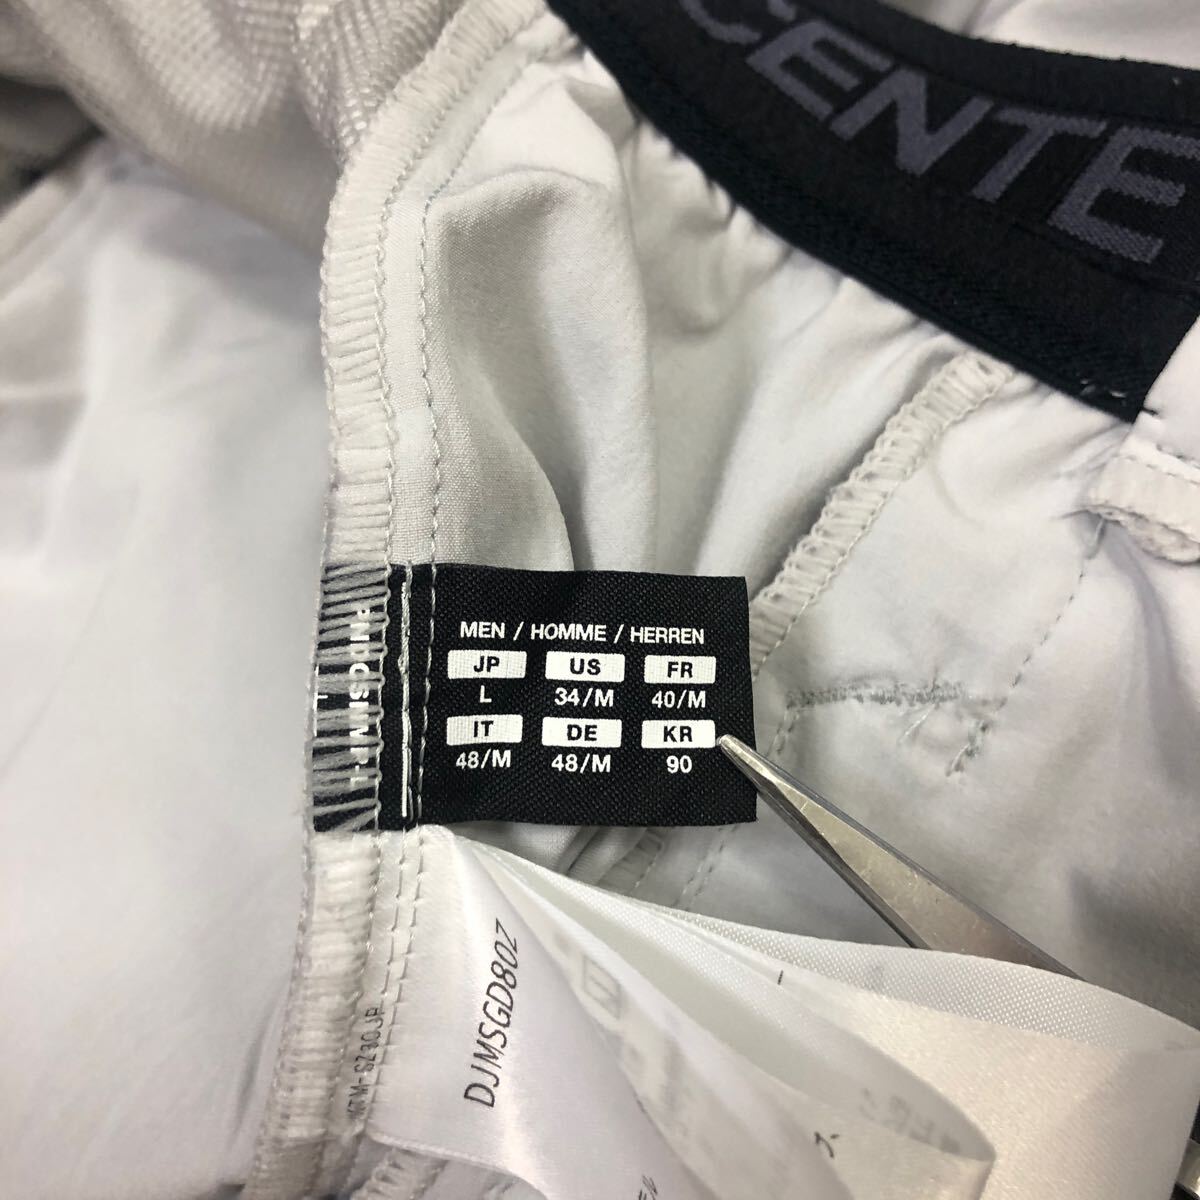 CENTE
MEN / HOMME / HERREN
JP US FR
L 34/M 40/M
IT DE KR
48/M 48/M 90
DJMSGD80Z